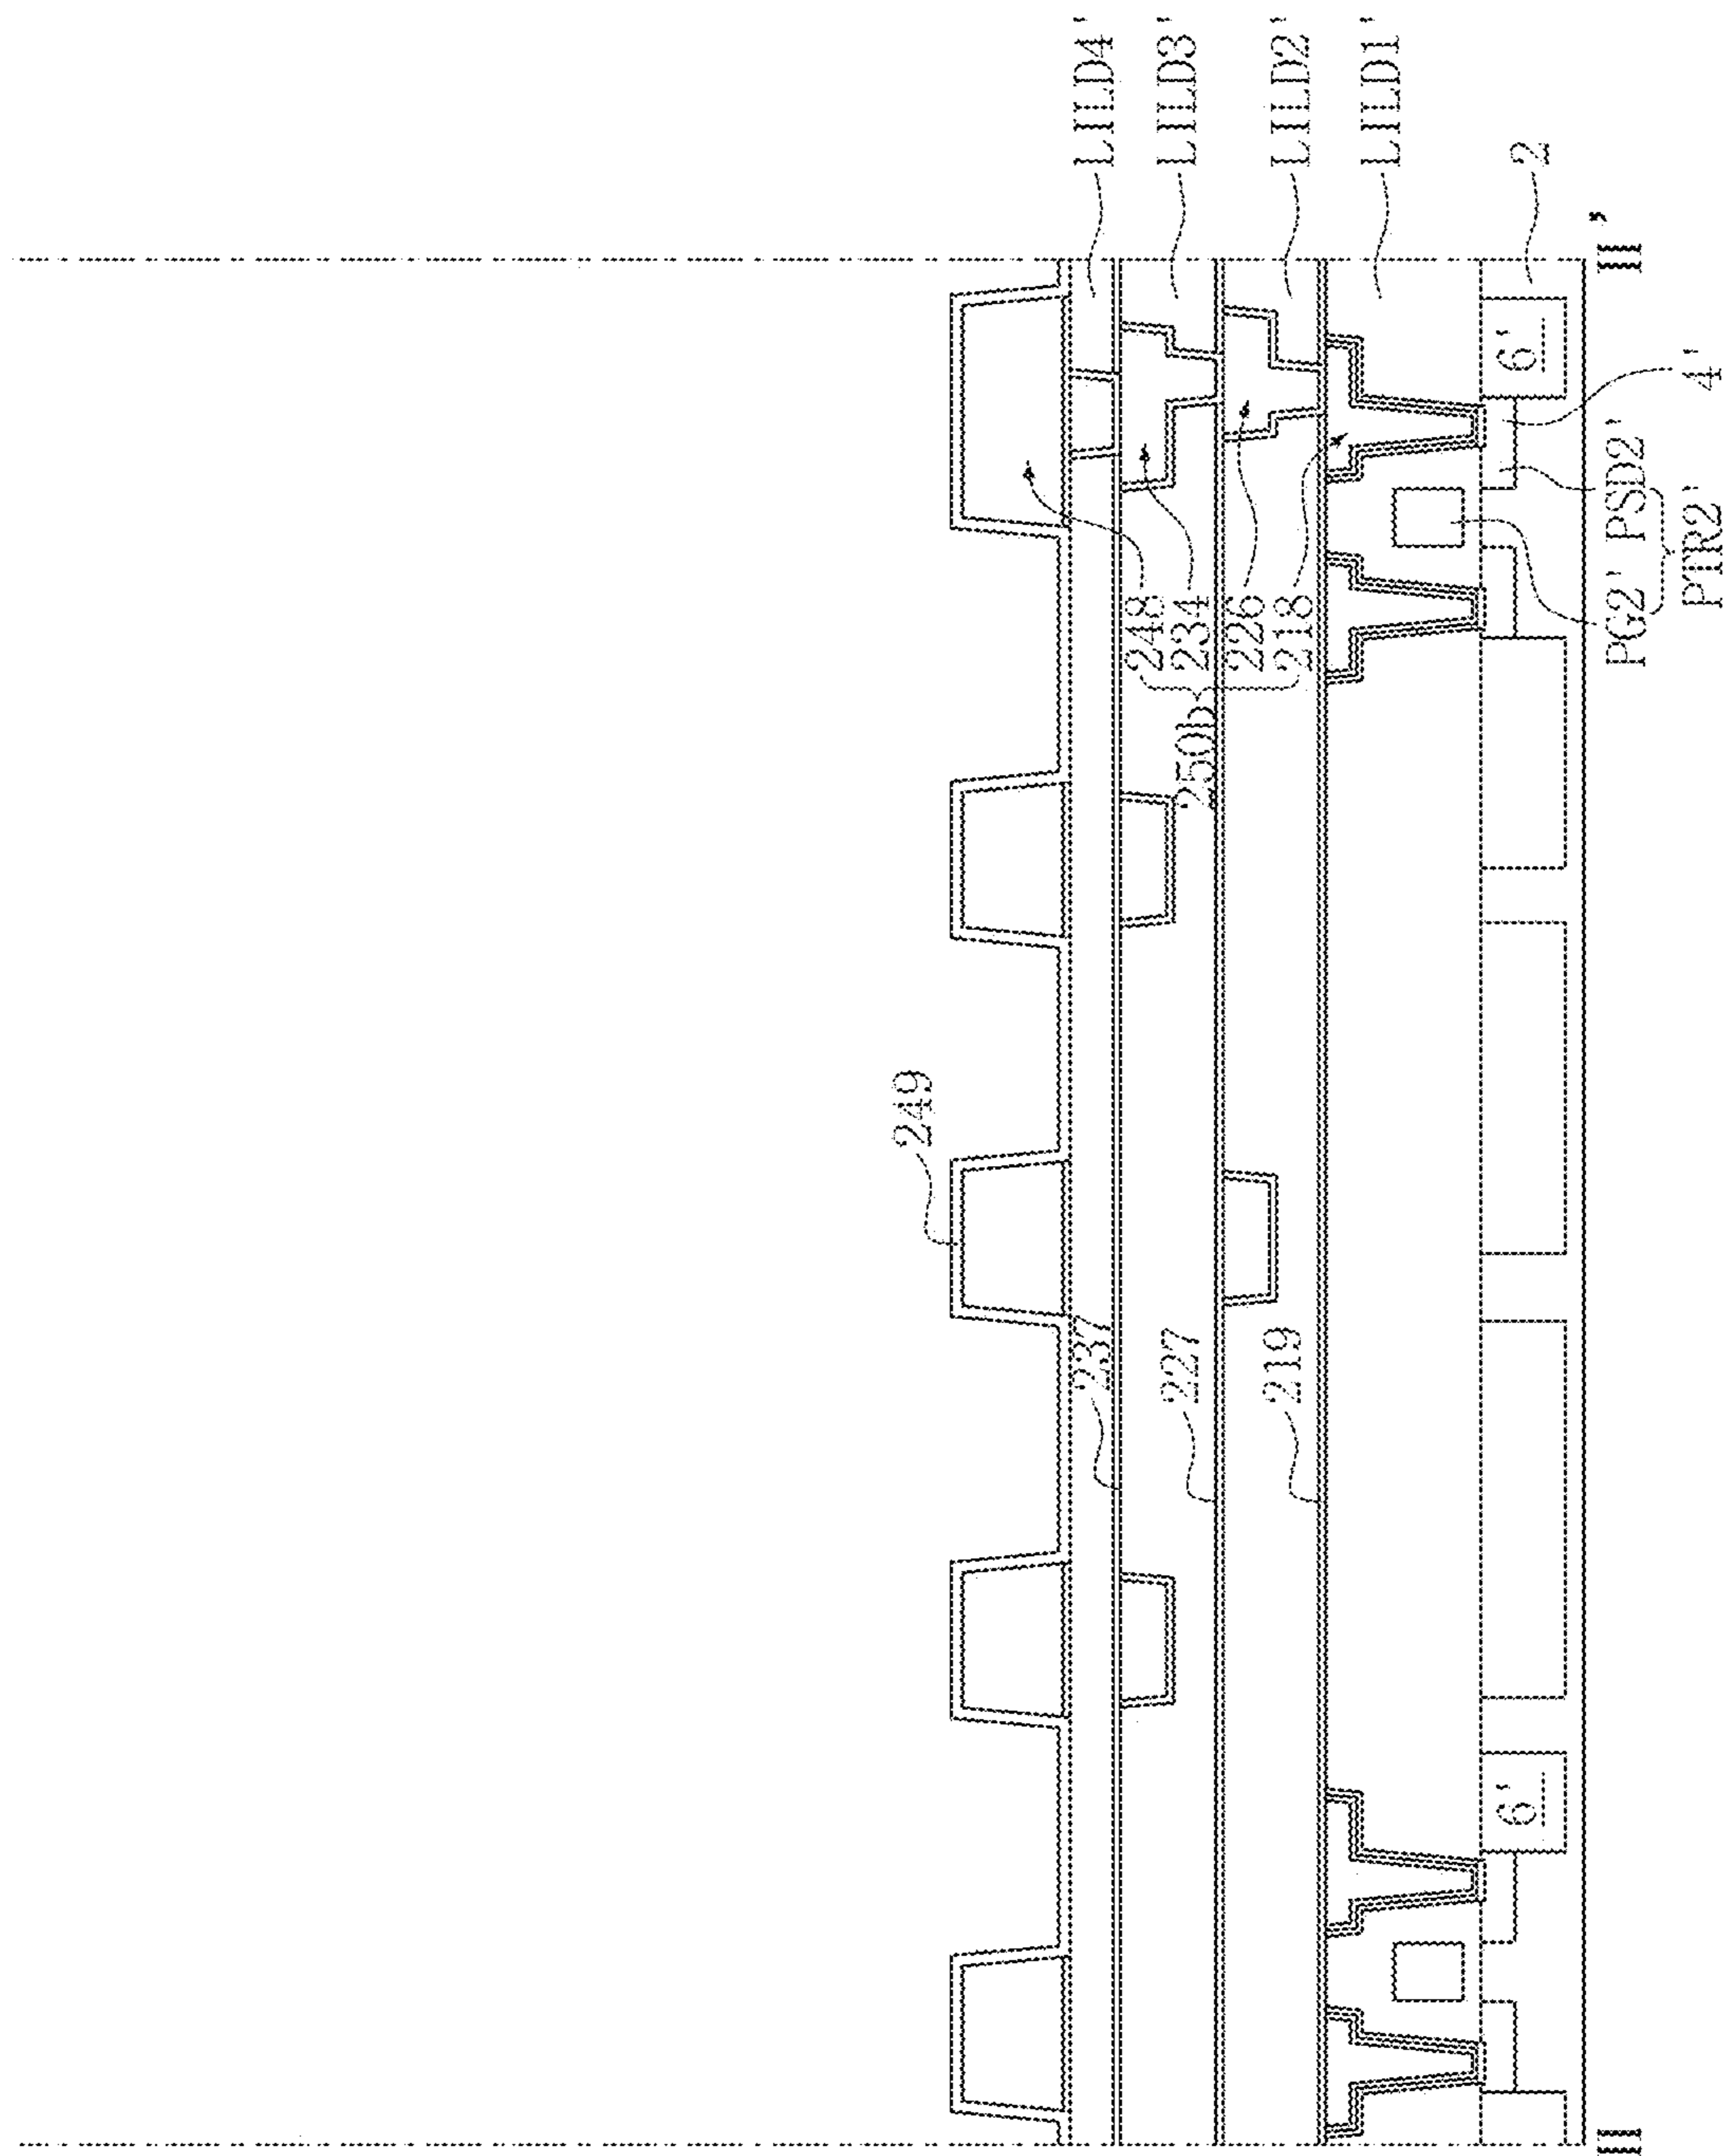 LILD4'
LILD3'
LILD2'
LILD1'
2
II'
6'
4'
PSD2'
PG2'
PTR2'
248
234
226
218
250b
249
237
227
219
6'
II